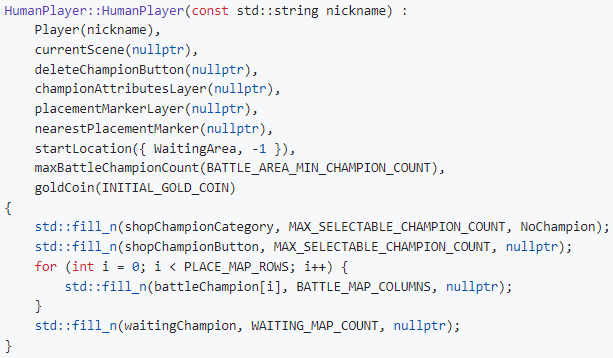 HumanPlayer::HumanPlayer(const std::string nickname) :
    Player(nickname),
    currentScene(nullptr),
    deleteChampionButton(nullptr),
    championAttributesLayer(nullptr),
    placementMarkerLayer(nullptr),
    nearestPlacementMarker(nullptr),
    startLocation({ WaitingArea, -1 }),
    maxBattleChampionCount(BATTLE_AREA_MIN_CHAMPION_COUNT),
    goldCoin(INITIAL_GOLD_COIN)
{
    std::fill_n(shopChampionCategory, MAX_SELECTABLE_CHAMPION_COUNT, NoChampion);
    std::fill_n(shopChampionButton, MAX_SELECTABLE_CHAMPION_COUNT, nullptr);
    for (int i = 0; i < PLACE_MAP_ROWS; i++) {
        std::fill_n(battleChampion[i], BATTLE_MAP_COLUMNS, nullptr);
    }
    std::fill_n(waitingChampion, WAITING_MAP_COUNT, nullptr);
}